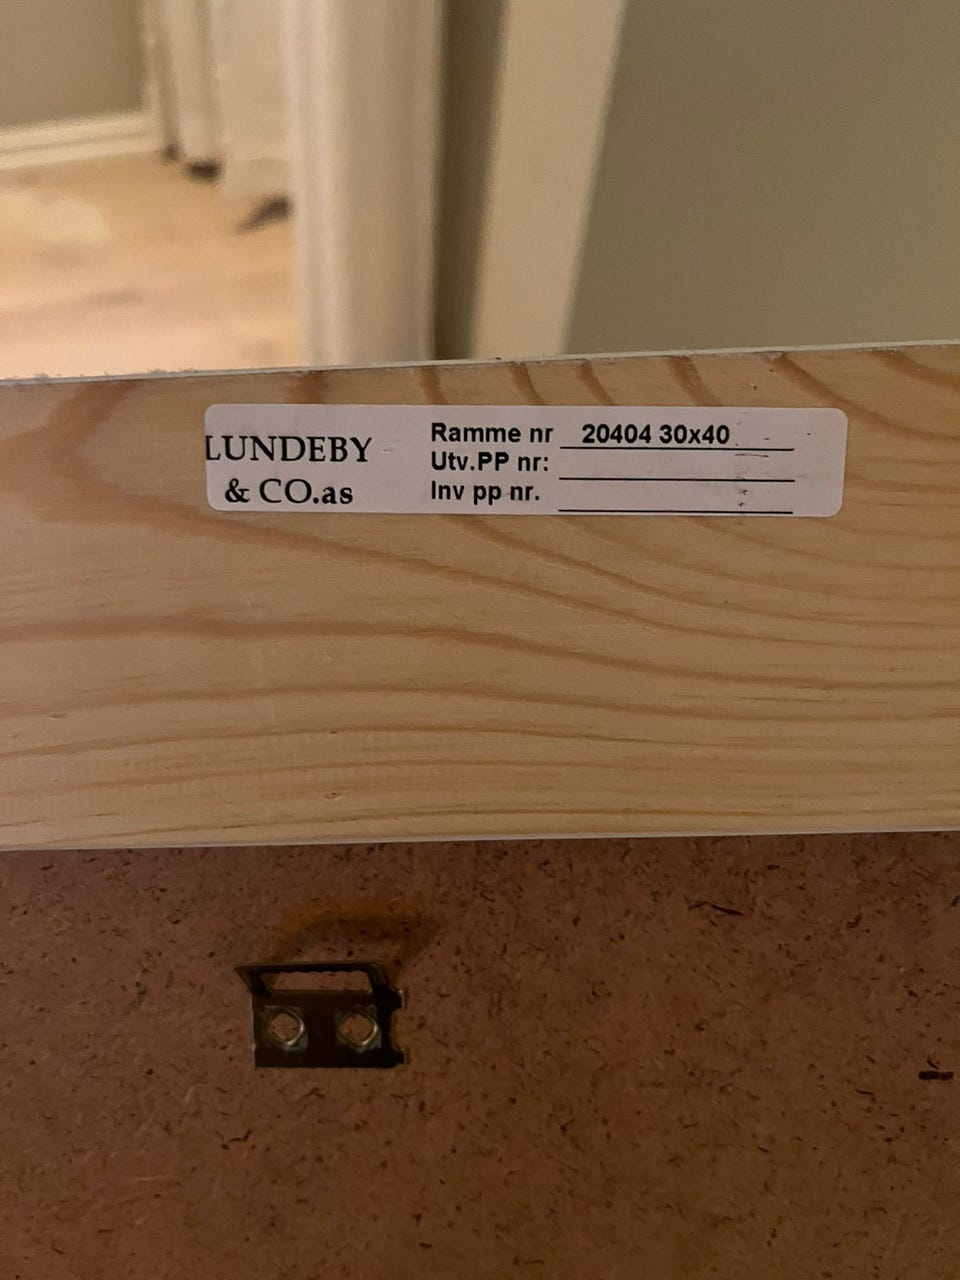 LUNDEBY
& CO.as
Ramme nr 20404 30x40
Utv.PP nr:
Inv pp nr.